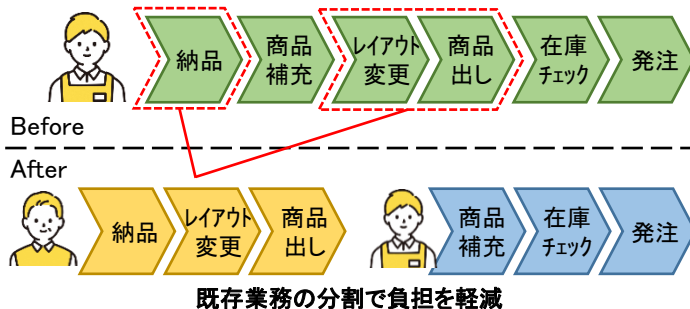 納品
商品
補充
レイアウト
変更
商品
出し
在庫
チェック
発注
Before
After
納品
レイアウト
変更
商品
出し
商品
補充
在庫
チェック
発注
既存業務の分割で負担を軽減